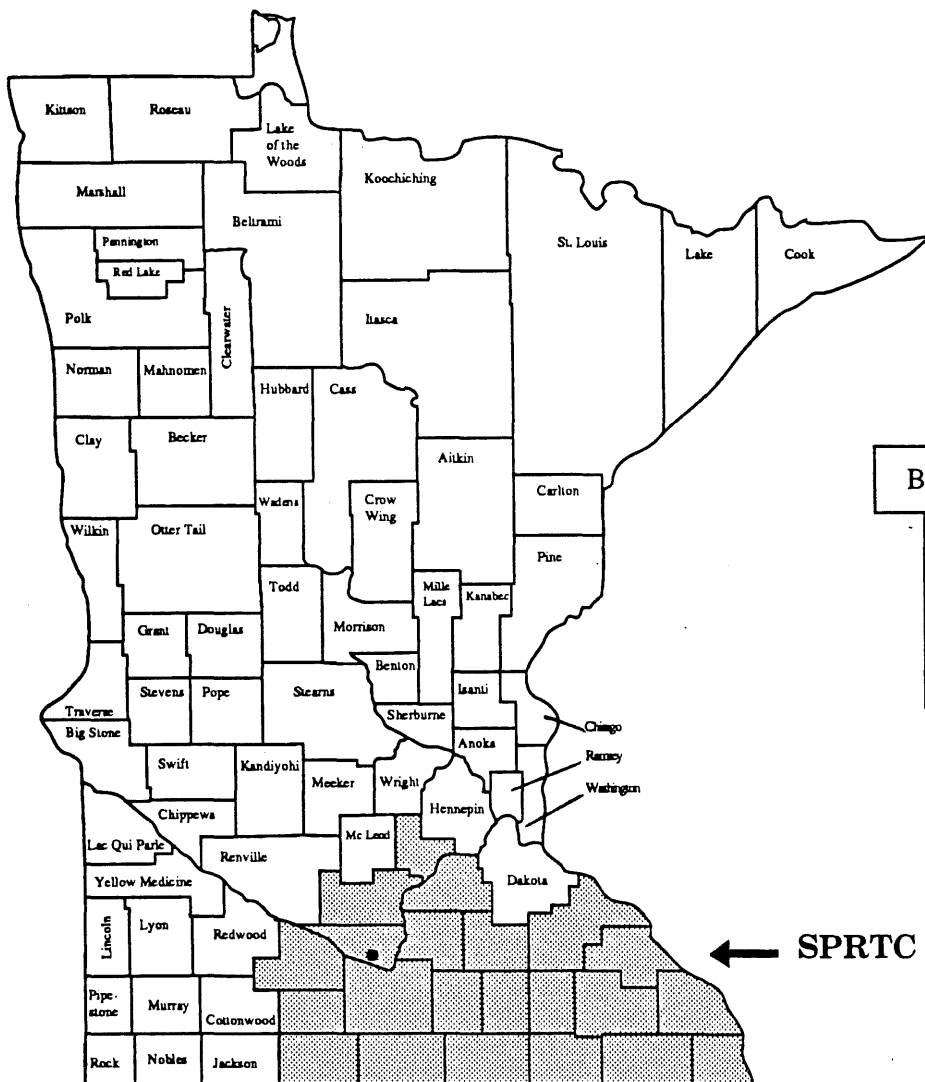 Kittson
Roseau
Lake
of the
Woods
Koochiching
Marshall
Beltrami
St. Louis
Lake
Cook
Pennington
Red Lake
Polk
Clearwater
Itasca
Norman
Mahnomen
Hubbard
Cass
Clay
Becker
Aitkin
Wadena
Crow
Wing
Carlton
B
Wilkin
Otter Tail
Pine
Todd
Mille
Lacs
Kanabec
Grant
Douglas
Morrison
Benton
Stevens
Pope
Stearns
Isanti
Traverse
Sherburne
Big Stone
Anoka
Chisago
Swift
Kandiyohi
Meeker
Wright
Ramsey
Washington
Hennepin
Chippewa
Mc Leod
Lac Qui Parle
Renville
Yellow Medicine
Dakota
Lincoln
Lyon
Redwood
SPRTC
Pipe-
stone
Murray
Cottonwood
Rock
Nobles
Jackson